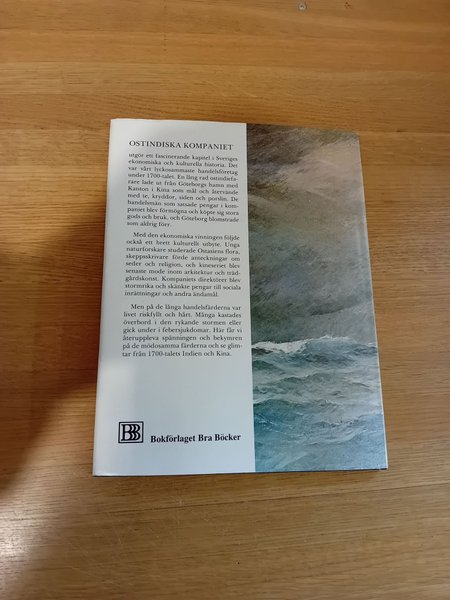 OSTINDISKA KOMPANIET
utgör ett fascinerande kapitel i Sveriges
ekonomiska och kulturella historia. Det
var vårt lyckosammaste handelsföretag
under 1700-talet. En lång rad ostindiefa-
rare lade ut från Göteborgs hamn med
Kanton i Kina som mål och återvände
med te, kryddor, siden och porslin. De
handelsmän som satsade pengar i kom-
paniet blev förmögna och köpte sig stora
gods och bruk, och Göteborg blomstrade
som aldrig förr.
Med den ekonomiska vinningen följde
också ett brett kulturellt utbyte. Unga
naturforskare studerade Ostasiens flora,
skeppsskrivare förde anteckningar om
seder och religion, och kineseriet blev
senaste mode inom arkitektur och träd-
gårdskonst. Kompaniets direktörer blev
stormrika och skänkte pengar till sociala
inrättningar och andra ändamål.
Men på de långa handelsfärderna var
livet riskfyllt och hårt. Många kastades
överbord i den rykande stormen eller
gick under i febersjukdomar. Här får vi
återuppleva spänningen och bekymren
på de mödosamma färderna och se glim-
tar från 1700-talets Indien och Kina.
BB Bokförlaget Bra Böcker